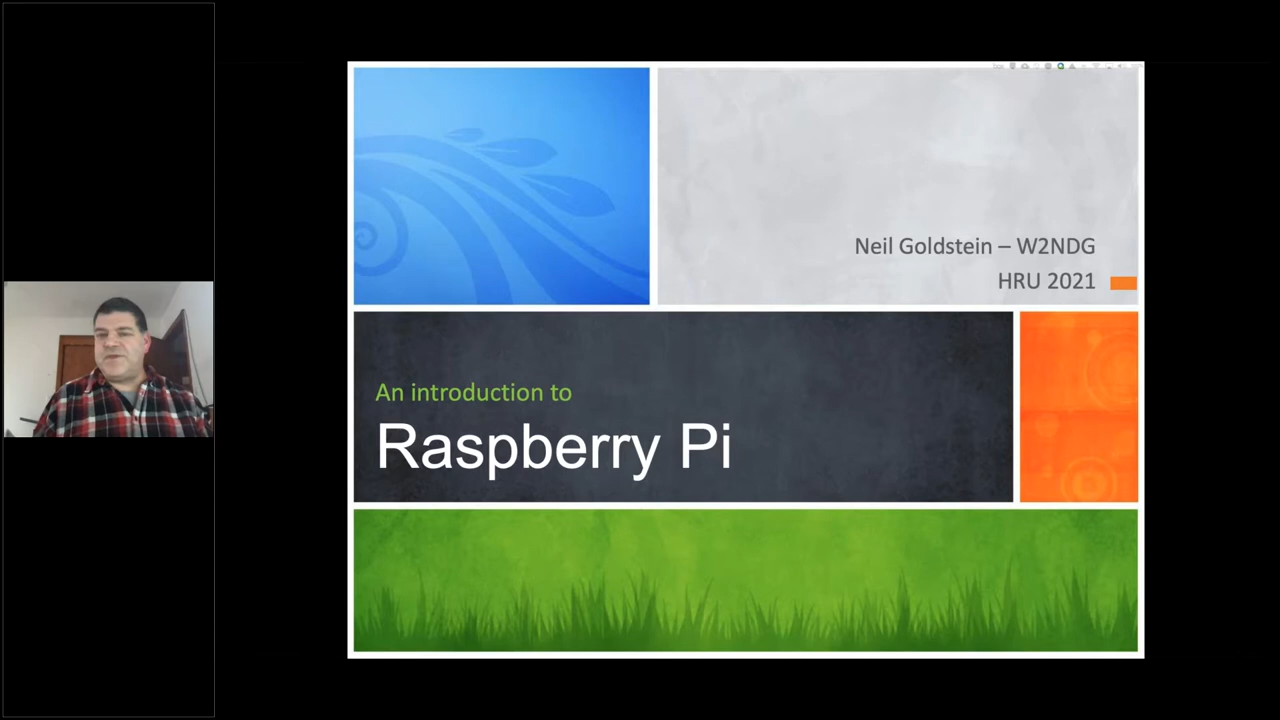 Neil Goldstein – W2NDG
HRU 2021
An introduction to
Raspberry Pi